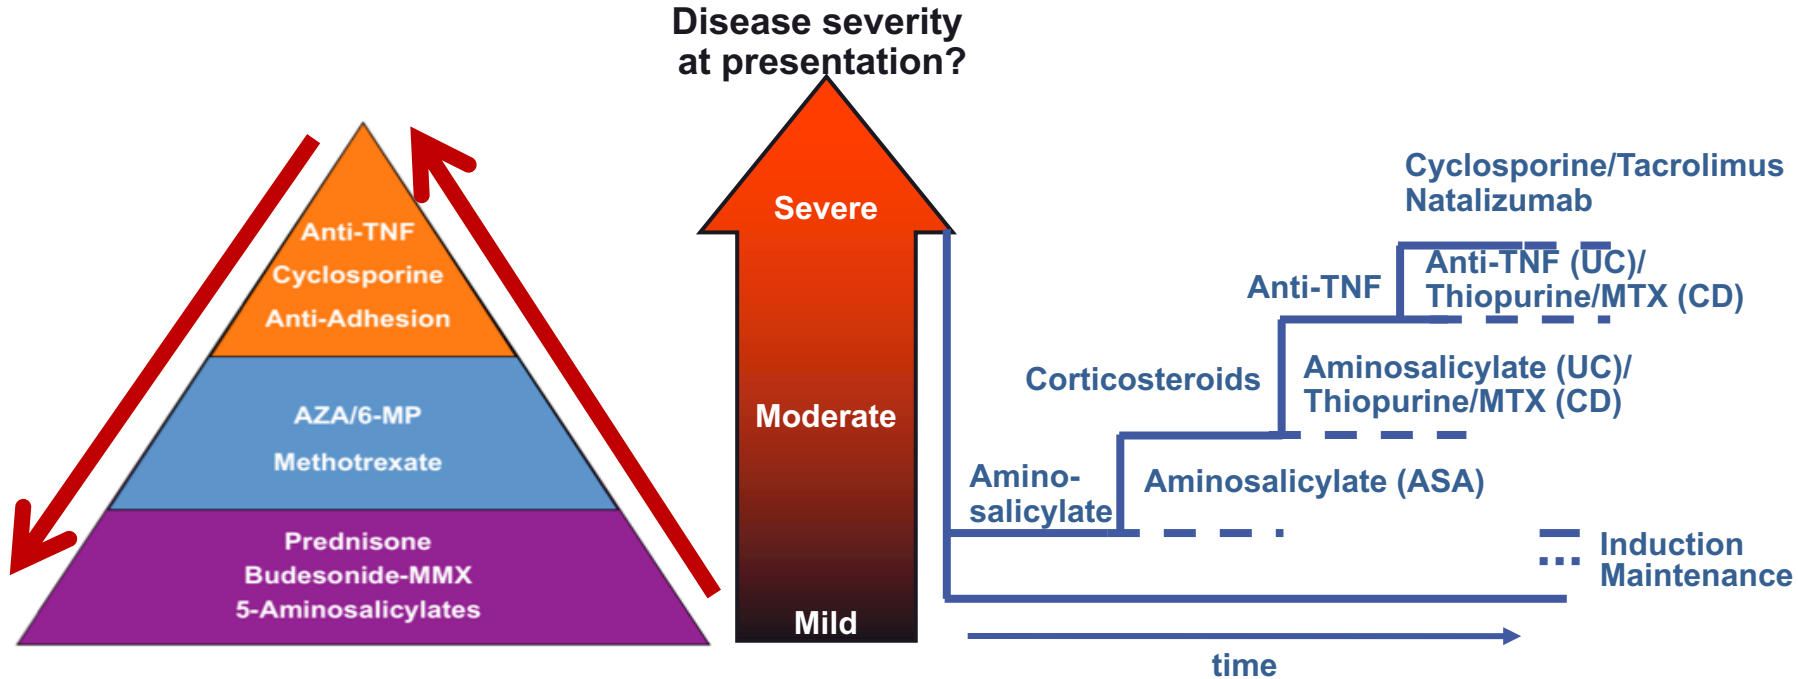 Disease severity
at presentation?
Anti-TNF
Cyclosporine
Anti-Adhesion
AZA/6-MP
Methotrexate
Prednisone
Budesonide-MMX
5-Aminosalicylates
Severe
Moderate
Mild
Cyclosporine/Tacrolimus
Natalizumab
Anti-TNF
Anti-TNF (UC)/
Thiopurine/MTX (CD)
Corticosteroids
Aminosalicylate (UC)/
Thiopurine/MTX (CD)
Amino-
salicylate
Aminosalicylate (ASA)
Induction
Maintenance
time